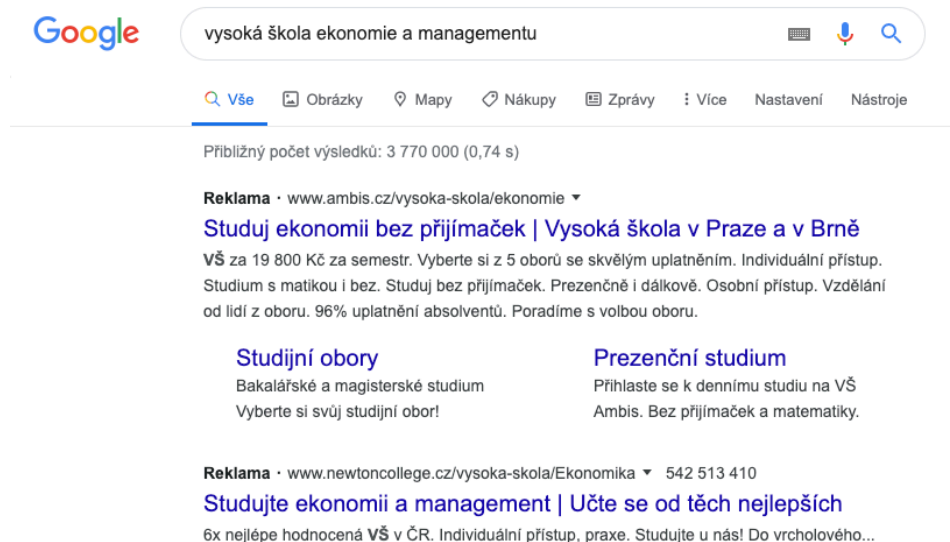 Google
vysoká škola ekonomie a managementu
Vše Obrázky Mapy Nákupy Zprávy Více Nastavení Nástroje
Přibližný počet výsledků: 3 770 000 (0,74 s)
Reklama · www.ambis.cz/vysoka-skola/ekonomie
Studuj ekonomii bez přijímaček | Vysoká škola v Praze a v Brně
VŠ za 19 800 Kč za semestr. Vyberte si z 5 oborů se skvělým uplatněním. Individuální přístup.
Studium s matikou i bez. Studuj bez přijímaček. Prezenčně i dálkově. Osobní přístup. Vzdělání
od lidí z oboru. 96% uplatnění absolventů. Poradíme s volbou oboru.
Studijní obory
Bakalářské a magisterské studium
Vyberte si svůj studijní obor!
Prezenční studium
Přihlaste se k dennímu studiu na VŠ
Ambis. Bez přijímaček a matematiky.
Reklama · www.newtoncollege.cz/vysoka-skola/Ekonomika 542 513 410
Studujte ekonomii a management | Učte se od těch nejlepších
6x nejlépe hodnocená VŠ v ČR. Individuální přístup, praxe. Studujte u nás! Do vrcholového...